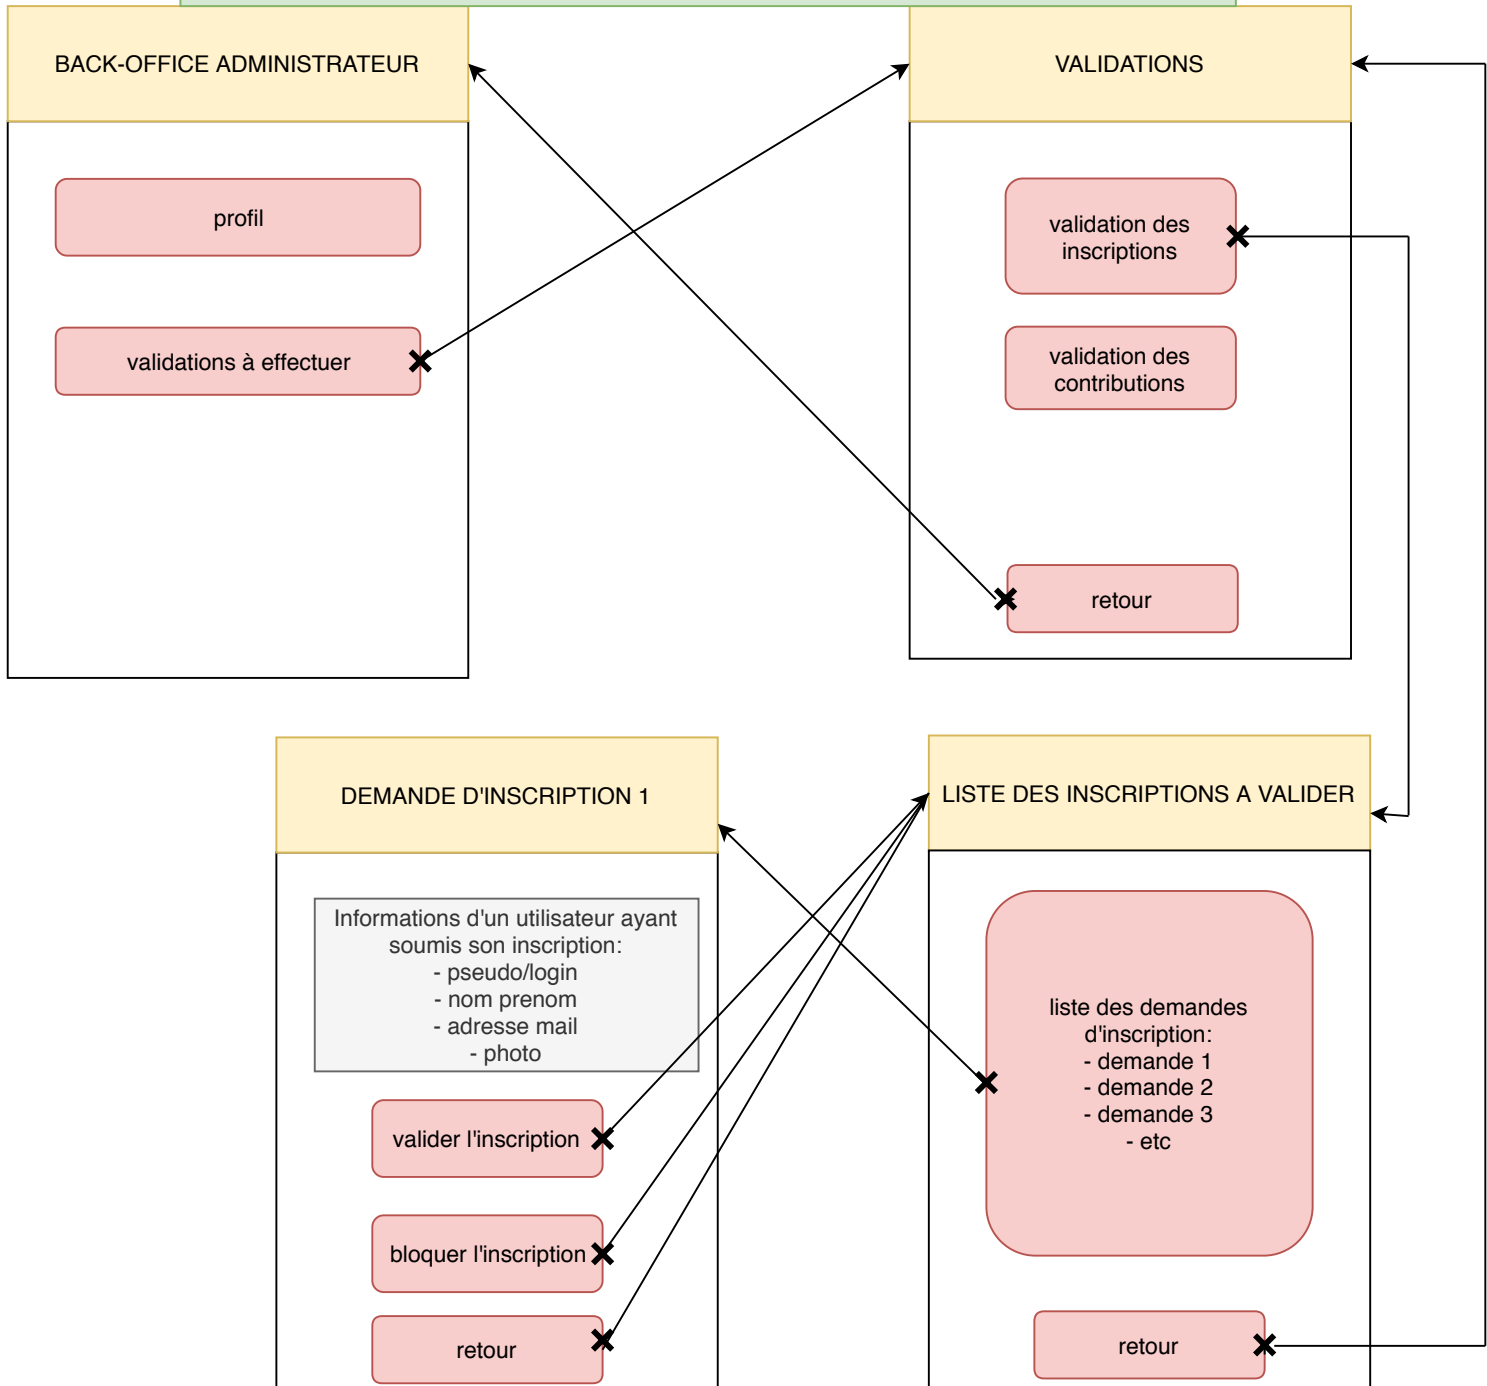 BACK-OFFICE ADMINISTRATEUR
profil
validations à effectuer
VALIDATIONS
validation des
inscriptions
validation des
contributions
retour
DEMANDE D'INSCRIPTION 1
Informations d'un utilisateur ayant
soumis son inscription:
- pseudo/login
- nom prenom
- adresse mail
- photo
valider l'inscription
bloquer l'inscription
retour
LISTE DES INSCRIPTIONS A VALIDER
liste des demandes
d'inscription:
- demande 1
- demande 2
- demande 3
- etc
retour